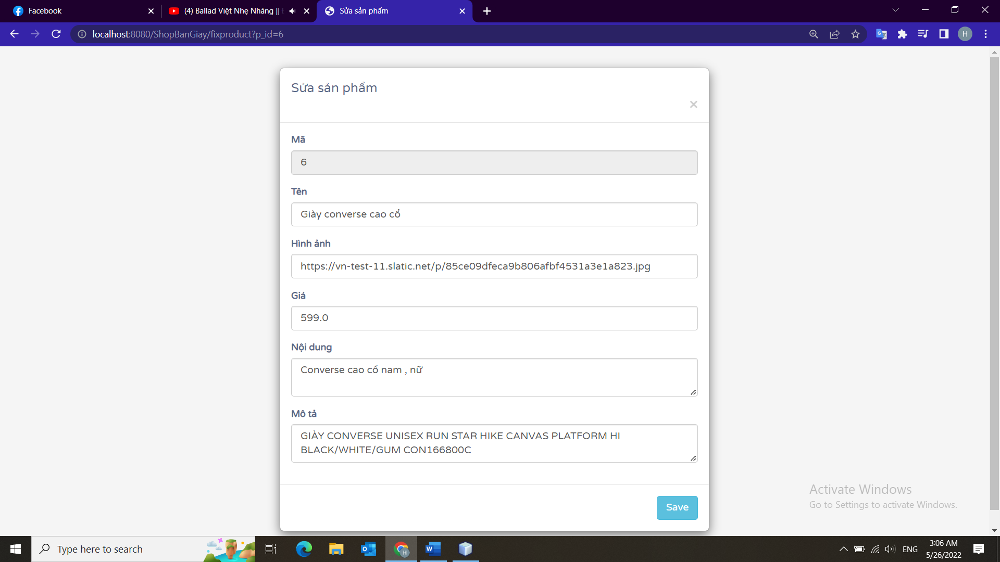 Facebook
(4) Ballad Việt Nhẹ Nhàng ||
Sửa sản phẩm
localhost:8080/ShopBanGiay/fixproduct?p_id=6
H
Sửa sản phẩm
×
Mã
6
Tên
Giày converse cao cổ
Hình ảnh
https://vn-test-11.slatic.net/p/85ce09dfeca9b806afbf4531a3e1a823.jpg
Giá
599.0
Nội dung
Converse cao cổ nam , nữ
Mô tả
GIÀY CONVERSE UNISEX RUN STAR HIKE CANVAS PLATFORM HI
BLACK/WHITE/GUM CON166800C
Save
Activate Windows
Go to Settings to activate Windows.
Type here to search
ENG
3:06 AM
5/26/2022